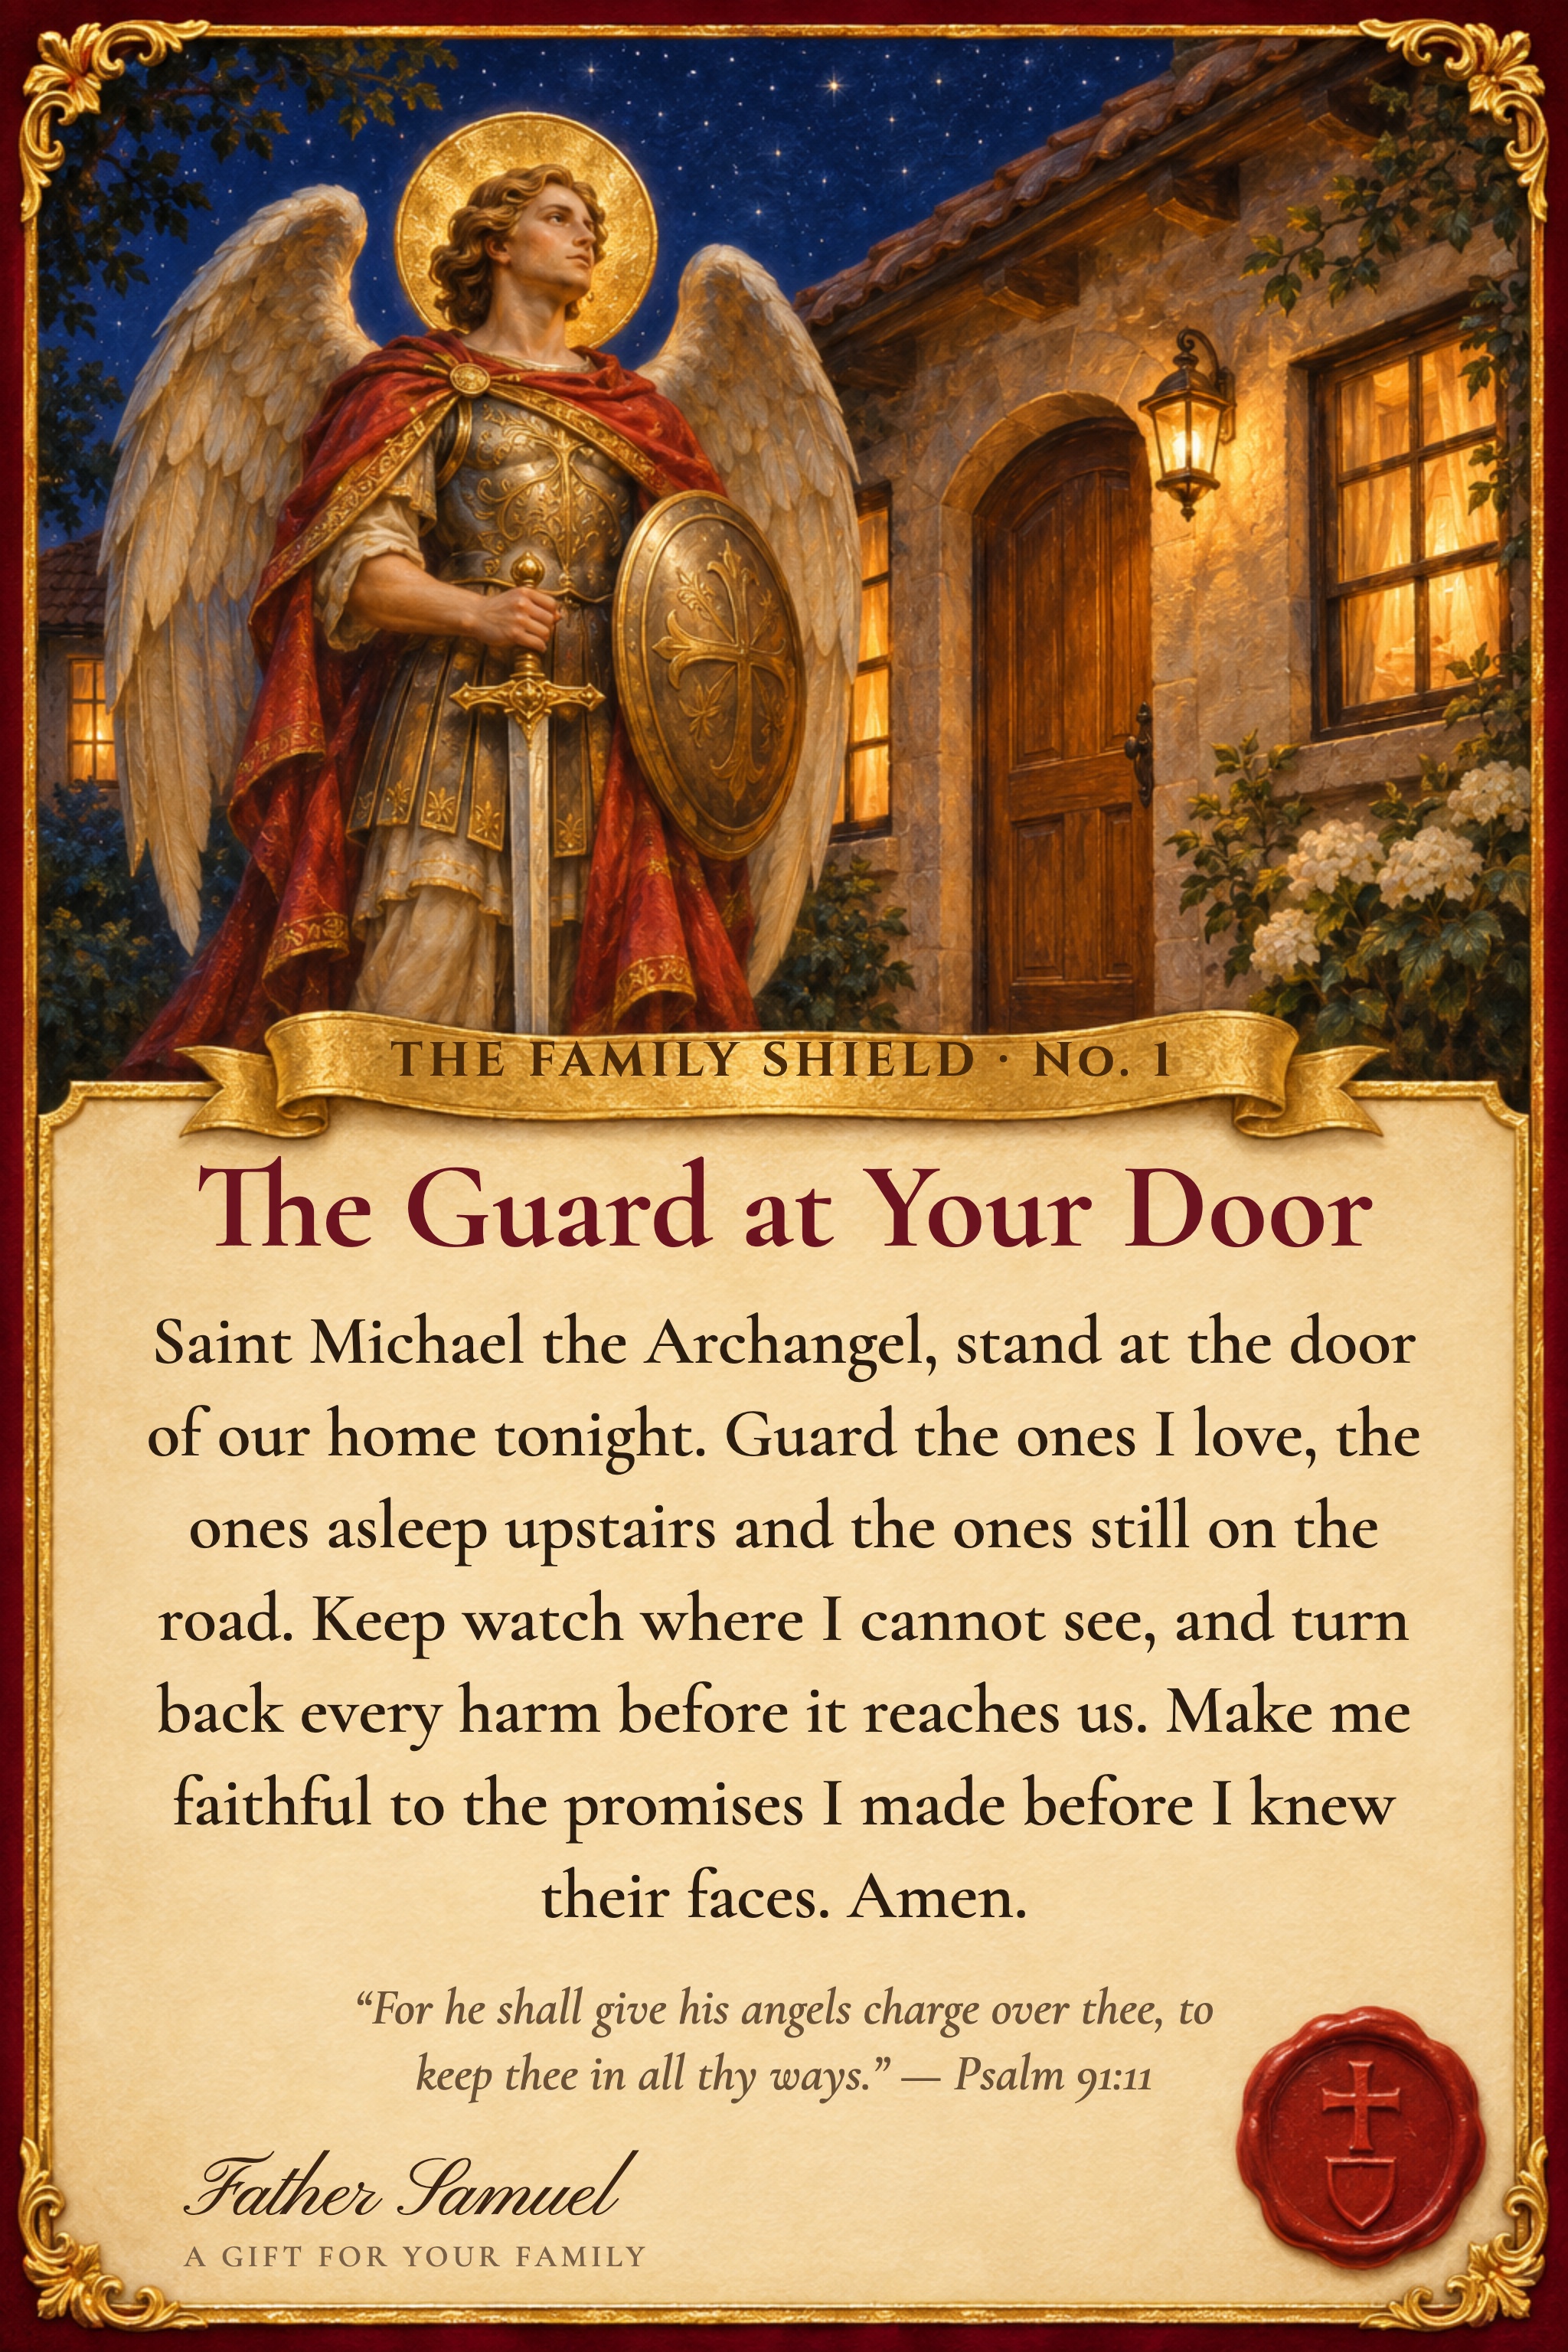 THE FAMILY SHIELD · No. 1
The Guard at Your Door
Saint Michael the Archangel, stand at the door
of our home tonight. Guard the ones I love, the
ones asleep upstairs and the ones still on the
road. Keep watch where I cannot see, and turn
back every harm before it reaches us. Make me
faithful to the promises I made before I knew
their faces. Amen.
“For he shall give his angels charge over thee, to
keep thee in all thy ways.” — Psalm 91:11
Father Samuel
A GIFT FOR YOUR FAMILY